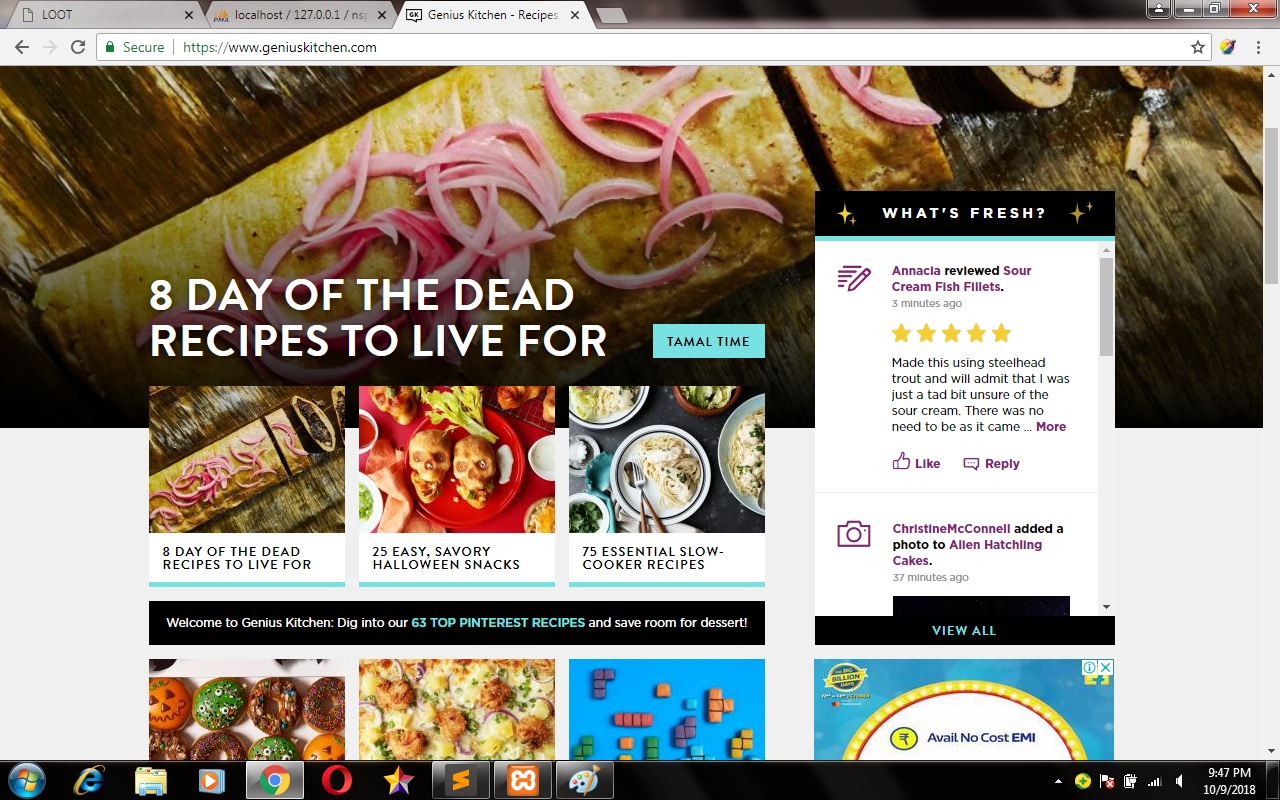 LOOT
localhost / 127.0.0.1 / nsp
Genius Kitchen - Recipes,
Secure
https://www.geniuskitchen.com
8 DAY OF THE DEAD
RECIPES TO LIVE FOR
TAMAL TIME
8 DAY OF THE DEAD
RECIPES TO LIVE FOR
25 EASY, SAVORY
HALLOWEEN SNACKS
75 ESSENTIAL SLOW-
COOKER RECIPES
Welcome to Genius Kitchen: Dig into our 63 TOP PINTEREST RECIPES and save room for dessert!
WHAT'S FRESH?
Annacia reviewed Sour
Cream Fish Fillets.
3 minutes ago
Made this using steelhead
trout and will admit that I was
just a tad bit unsure of the
sour cream. There was no
need to be as it came ... More
Like
Reply
ChristineMcConnell added a
photo to Alien Hatchling
Cakes.
37 minutes ago
VIEW ALL
THE BIG
BILLION
DAYS
₹
Avail No Cost EMI
9:47 PM
10/9/2018